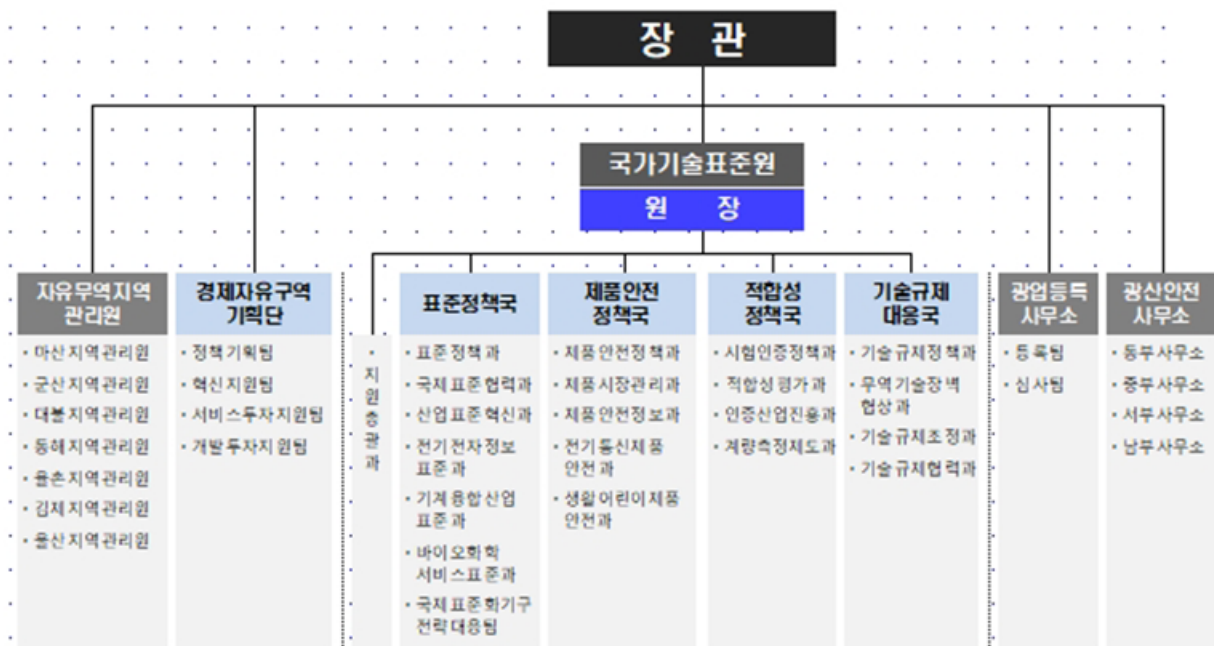 장 관
국가기술표준원
원 장
자유무역지역
관리원
• 마산지역관리원
• 군산지역관리원
• 대불지역관리원
• 동해지역관리원
• 율촌지역관리원
• 김제지역관리원
• 울산지역관리원
경제자유구역
기획단
• 정책기획팀
• 혁신지원팀
• 서비스투자지원팀
• 개발투자지원팀
• 지원총괄과
표준정책국
• 표준정책과
• 국제표준협력과
• 산업표준혁신과
• 전기전자정보
표준과
• 기계융합산업
표준과
• 바이오화학
서비스표준과
• 국제표준화기구
전략대응팀
제품안전
정책국
• 제품안전정책과
• 제품시장관리과
• 제품안전정보과
• 전기통신제품
안전과
• 생활어린이제품
안전과
적합성
정책국
• 시험인증정책과
• 적합성평가과
• 인증산업진흥과
• 계량측정제도과
기술규제
대응국
• 기술규제정책과
• 무역기술장벽
협상과
• 기술규제조정과
• 기술규제협력과
광업등록
사무소
• 등록팀
• 심사팀
광산안전
사무소
• 동부사무소
• 중부사무소
• 서부사무소
• 남부사무소